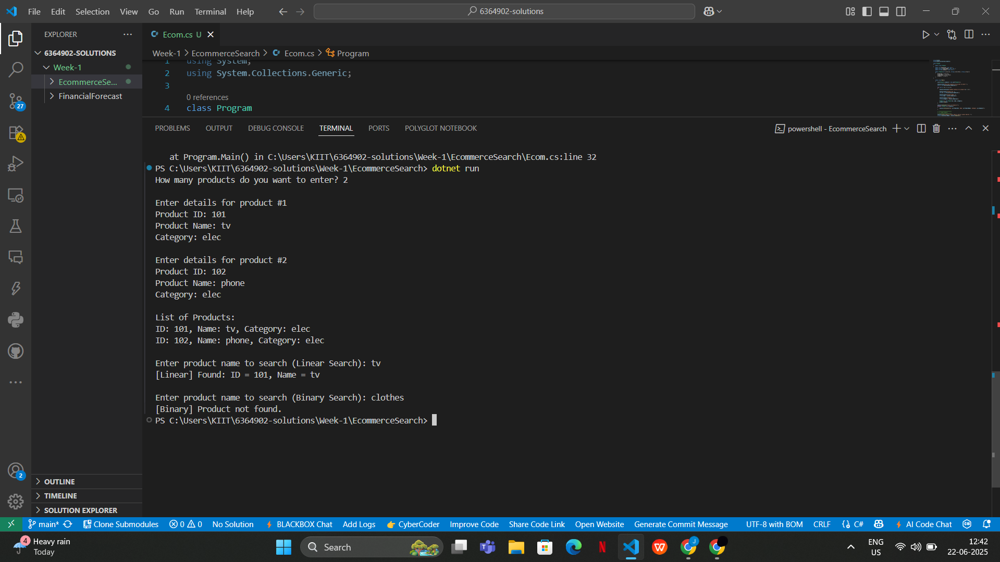 File Edit Selection View Go Run Terminal Help
6364902-solutions
EXPLORER
6364902-SOLUTIONS
Week-1
EcommerceSe...
FinancialForecast
OUTLINE
TIMELINE
SOLUTION EXPLORER
27
2
C# Ecom.cs U
Week-1 > EcommerceSearch > C# Ecom.cs > Program
1 using System;
2 using System.Collections.Generic;
3
0 references
4 class Program
PROBLEMS OUTPUT DEBUG CONSOLE TERMINAL PORTS POLYGLOT NOTEBOOK
powershell - EcommerceSearch
at Program.Main() in C:\Users\KIIT\6364902-solutions\Week-1\EcommerceSearch\Ecom.cs:line 32
PS C:\Users\KIIT\6364902-solutions\Week-1\EcommerceSearch> dotnet run
How many products do you want to enter? 2
Enter details for product #1
Product ID: 101
Product Name: tv
Category: elec
Enter details for product #2
Product ID: 102
Product Name: phone
Category: elec
List of Products:
ID: 101, Name: tv, Category: elec
ID: 102, Name: phone, Category: elec
Enter product name to search (Linear Search): tv
[Linear] Found: ID = 101, Name = tv
Enter product name to search (Binary Search): clothes
[Binary] Product not found.
PS C:\Users\KIIT\6364902-solutions\Week-1\EcommerceSearch>
main* Clone Submodules 0 0 No Solution BLACKBOX Chat Add Logs CyberCoder Improve Code Share Code Link Open Website Generate Commit Message UTF-8 with BOM CRLF {} C# AI Code Chat
4
Heavy rain
Today
Search
ENG
US
12:42
22-06-2025